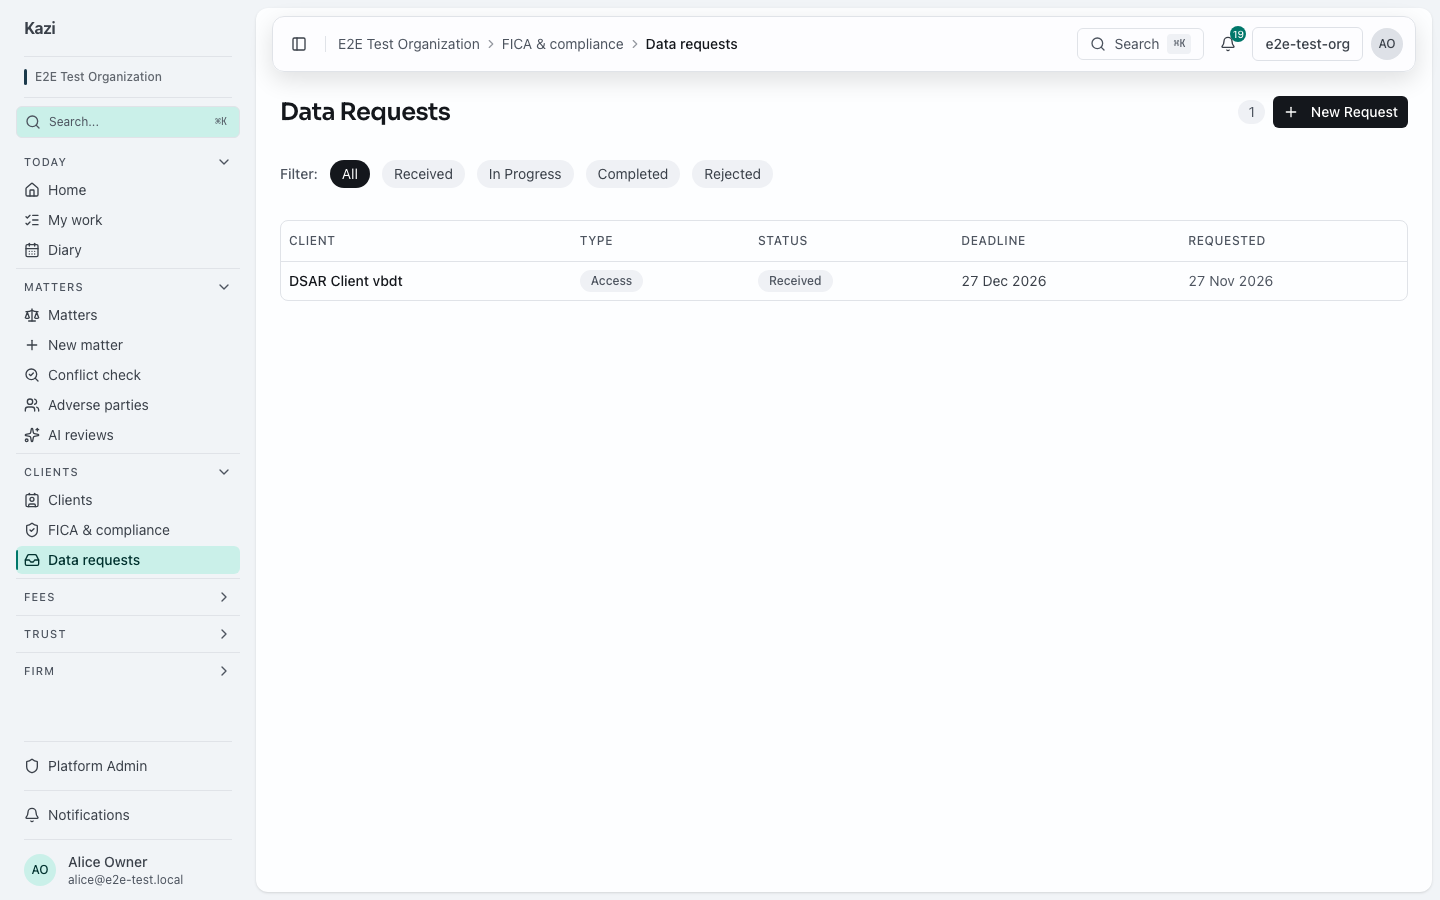 Kazi
E2E Test Organization
Search... ⌘K
TODAY
Home
My work
Diary
MATTERS
Matters
New matter
Conflict check
Adverse parties
AI reviews
CLIENTS
Clients
FICA & compliance
Data requests
FEES
TRUST
FIRM
Platform Admin
Notifications
AO
Alice Owner
alice@e2e-test.local
E2E Test Organization > FICA & compliance > Data requests
Search ⌘K
19
e2e-test-org
AO
Data Requests
1
+ New Request
Filter: All Received In Progress Completed Rejected
CLIENT TYPE STATUS DEADLINE REQUESTED
DSAR Client vbdt Access Received 27 Dec 2026 27 Nov 2026